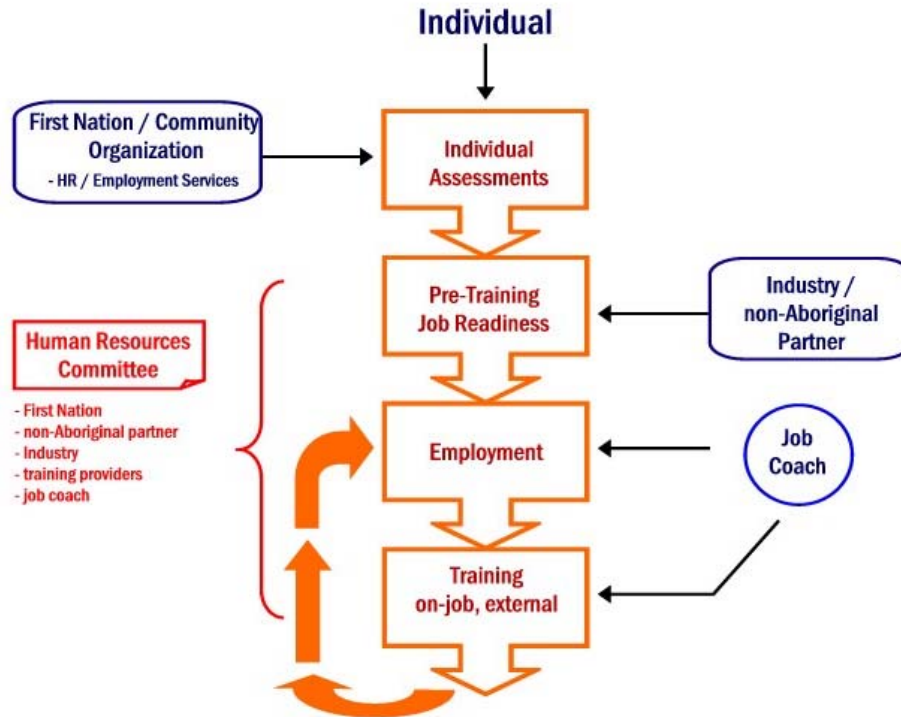 Individual
First Nation / Community
Organization
- HR / Employment Services
Individual
Assessments
Pre-Training
Job Readiness
Industry /
non-Aboriginal
Partner
Human Resources
Committee
- First Nation
- non-Aboriginal partner
- Industry
- training providers
- job coach
Employment
Job
Coach
Training
on-job, external